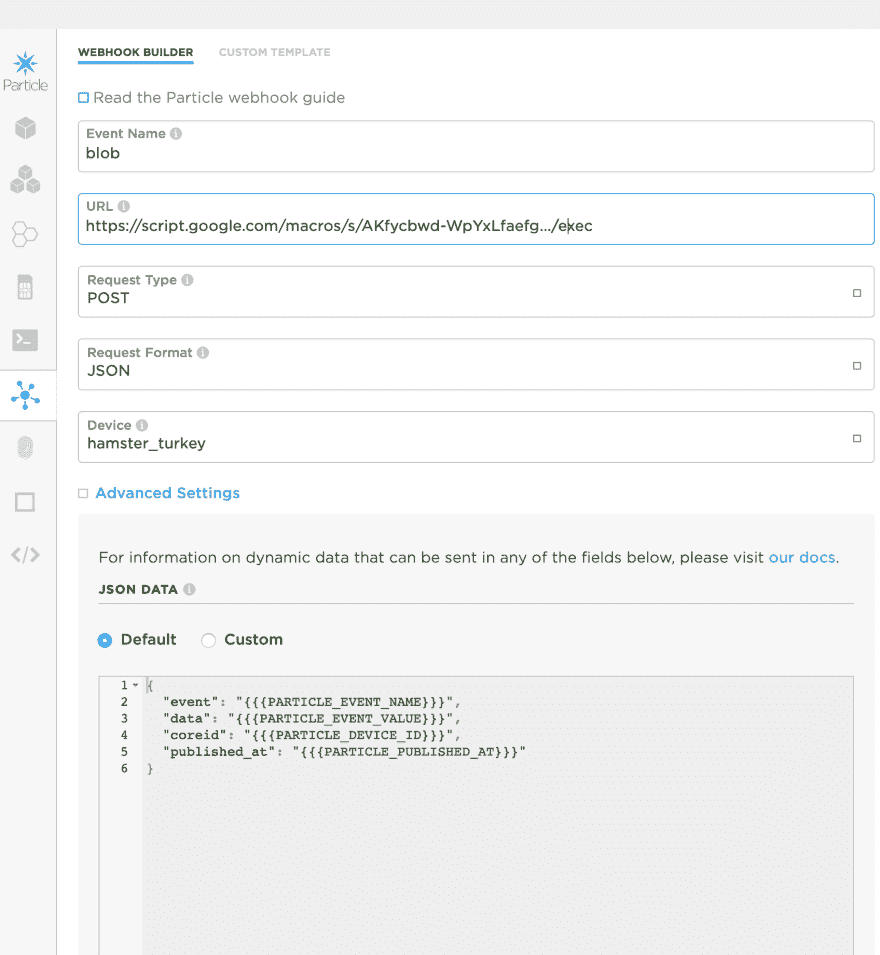 WEBHOOK BUILDER CUSTOM TEMPLATE
Particle
Read the Particle webhook guide
Event Name
blob
URL
https://script.google.com/macros/s/AKfycbwd-WpYxLfaefg.../exec
Request Type
POST
Request Format
JSON
Device
hamster_turkey
Advanced Settings
For information on dynamic data that can be sent in any of the fields below, please visit our docs.
JSON DATA
Default Custom
1 {
2 "event": "{{{PARTICLE_EVENT_NAME}}}",
3 "data": "{{{PARTICLE_EVENT_VALUE}}}",
4 "coreid": "{{{PARTICLE_DEVICE_ID}}}",
5 "published_at": "{{{PARTICLE_PUBLISHED_AT}}}"
6 }